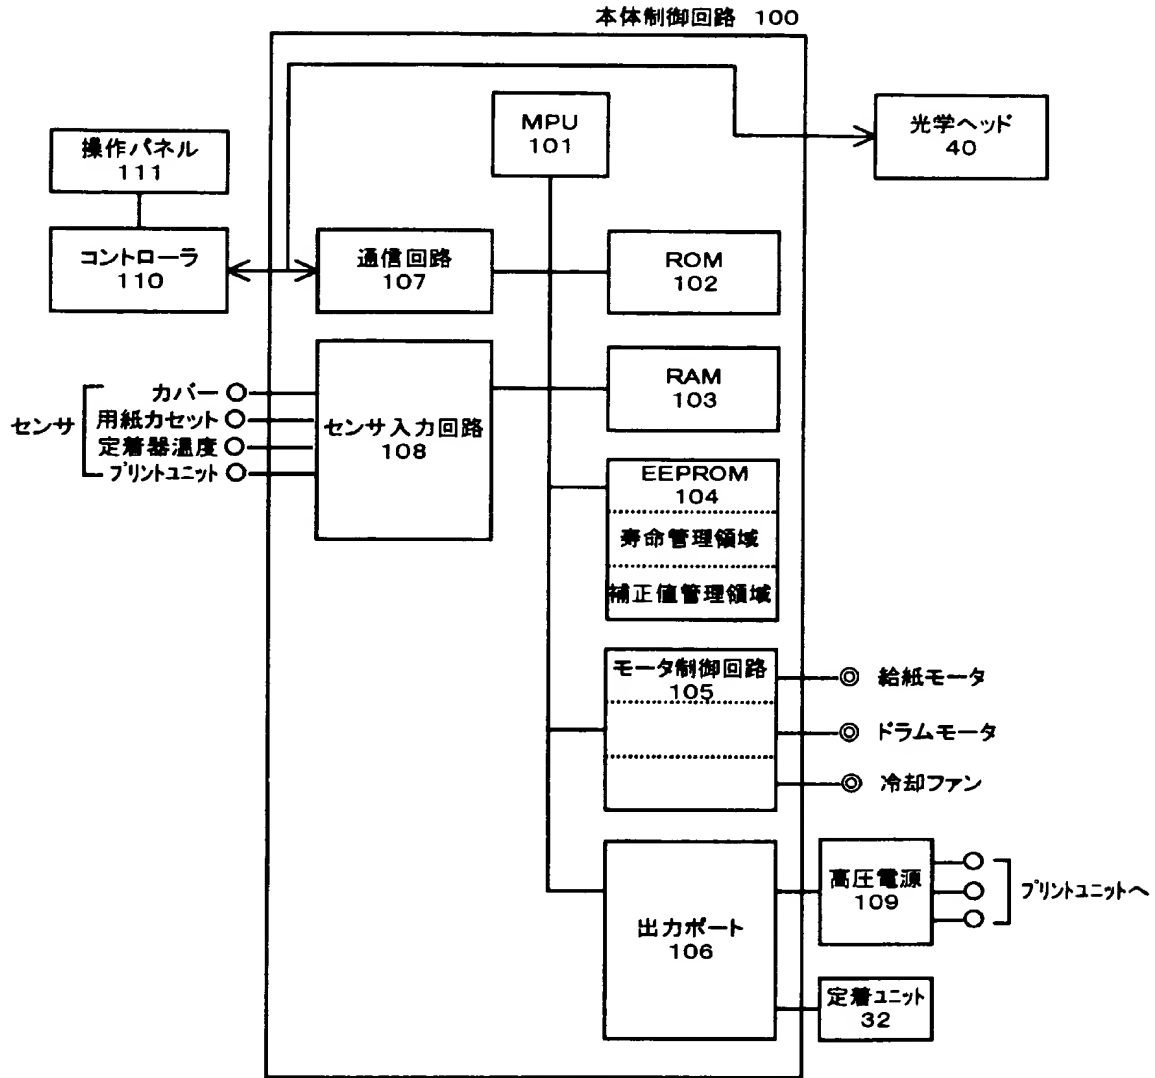 本体制御回路 100
MPU
101
光学ヘッド
40
操作パネル
111
コントローラ
110
通信回路
107
ROM
102
RAM
103
センサ
カバー
用紙カセット
定着器温度
プリントユニット
センサ入力回路
108
EEPROM
104
寿命管理領域
補正値管理領域
モータ制御回路
105
給紙モータ
ドラムモータ
冷却ファン
出力ポート
106
高圧電源
109
プリントユニットへ
定着ユニット
32